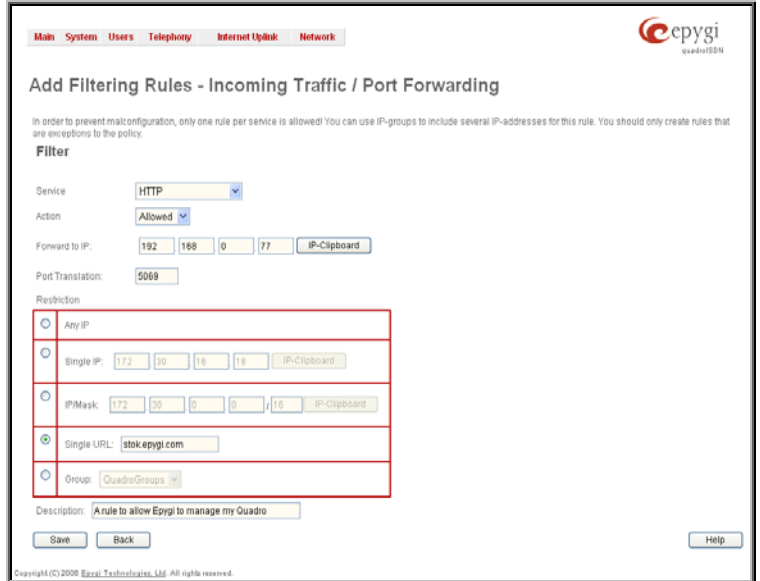 Main System Users Telephony Internet Uplink Network
epygi
quadroISDN
Add Filtering Rules - Incoming Traffic / Port Forwarding
In order to prevent malconfiguration, only one rule per service is allowed! You can use IP-groups to include several IP-addresses for this rule. You should only create rules that
are exceptions to the policy.
Filter
Service HTTP
Action Allowed
Forward to IP: 192 168 0 77 IP-Clipboard
Port Translation: 5069
Restriction
Any IP
Single IP: 172 30 16 18 IP-Clipboard
IP/Mask: 172 30 0 0 / 16 IP-Clipboard
Single URL: stok.epygi.com
Group: QuadroGroups
Description: A rule to allow Epygi to manage my Quadro
Save Back Help
Copyright (C) 2006 Epygi Technologies, Ltd. All rights reserved.